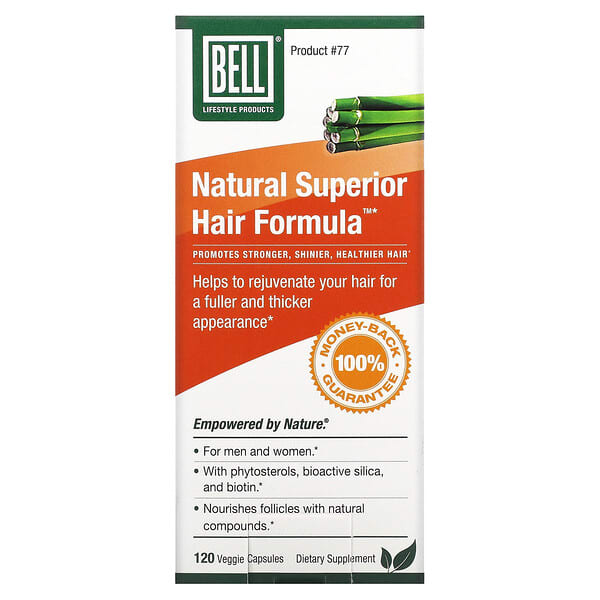 BELL®
LIFESTYLE PRODUCTS
Product #77
Natural Superior
Hair Formula™*
PROMOTES STRONGER, SHINIER, HEALTHIER HAIR*
Helps to rejuvenate your hair for
a fuller and thicker
appearance*
MONEY-BACK
100%
GUARANTEE
Empowered by Nature.®
• For men and women.*
• With phytosterols, bioactive silica,
and biotin.*
• Nourishes follicles with natural
compounds.*
120 Veggie Capsules Dietary Supplement